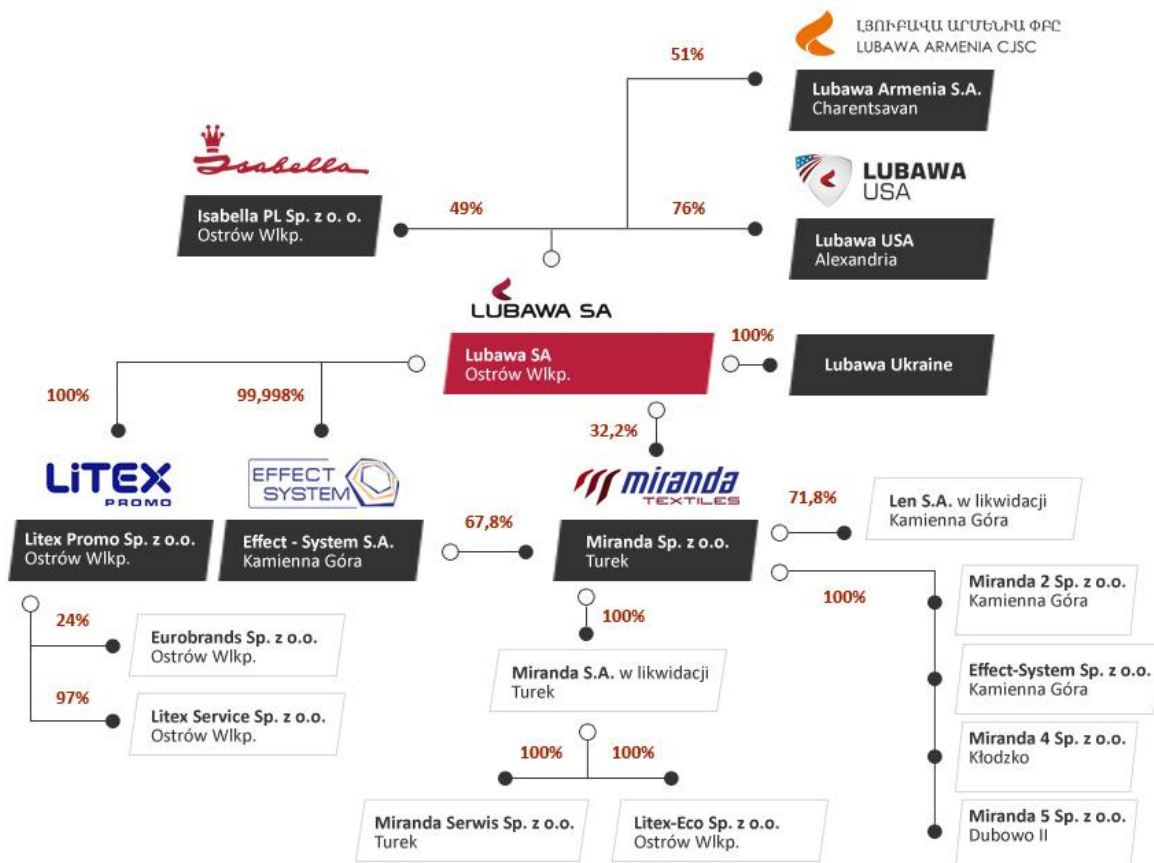 ԼՅՈՒԲԱՎԱ ԱՐՄԵՆԻԱ ՓԲԸ
LUBAWA ARMENIA CJSC
51%
Lubawa Armenia S.A.
Charentsavan
Isabella
LUBAWA
USA
Isabella PL Sp. z o. o.
Ostrów Wlkp.
49%
76%
Lubawa USA
Alexandria
LUBAWA SA
Lubawa SA
Ostrów Wlkp.
100%
Lubawa Ukraine
100%
99,998%
32,2%
LiTEX
PROMO
EFFECT
SYSTEM
miranda
TEXTILES
71,8%
Len S.A. w likwidacji
Kamienna Góra
Litex Promo Sp. z o.o.
Ostrów Wlkp.
Effect - System S.A.
Kamienna Góra
67,8%
Miranda Sp. z o.o.
Turek
100%
Miranda 2 Sp. z o.o.
Kamienna Góra
24%
Eurobrands Sp. z o.o.
Ostrów Wlkp.
100%
Miranda S.A. w likwidacji
Turek
Effect-System Sp. z o.o.
Kamienna Góra
97%
Litex Service Sp. z o.o.
Ostrów Wlkp.
100%
100%
Miranda 4 Sp. z o.o.
Kłodzko
Miranda Serwis Sp. z o.o.
Turek
Litex-Eco Sp. z o.o.
Ostrów Wlkp.
Miranda 5 Sp. z o.o.
Dubowo II